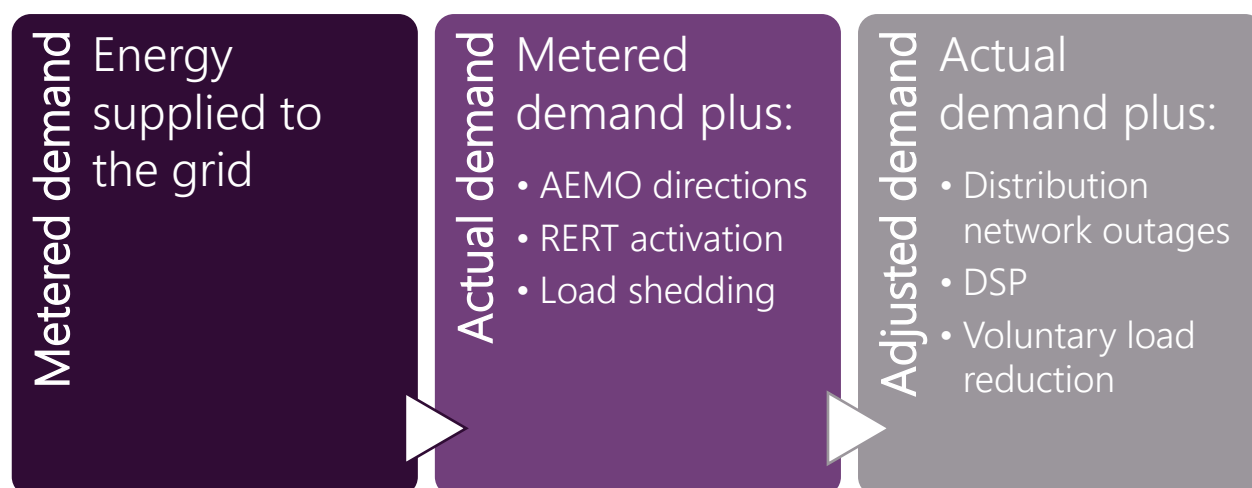 Metered demand
Energy
supplied to
the grid
Actual demand
Metered
demand plus:
• AEMO directions
• RERT activation
• Load shedding
Adjusted demand
Actual
demand plus:
• Distribution
network outages
• DSP
• Voluntary load
reduction